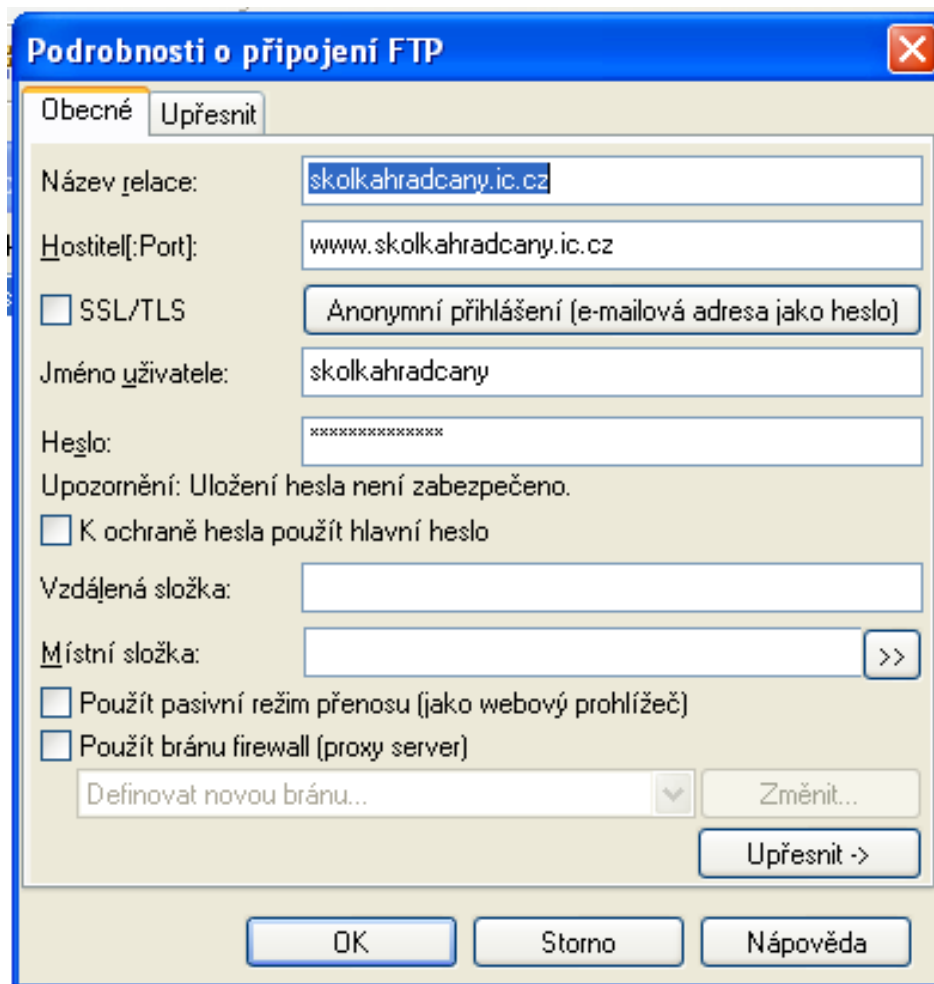 Podrobnosti o připojení FTP
Obecné Upřesnit
Název relace: skolkahradcany.ic.cz
Hostitel[:Port]: www.skolkahradcany.ic.cz
SSL/TLS Anonymní přihlášení (e-mailová adresa jako heslo)
Jméno uživatele: skolkahradcany
Heslo: **************
Upozornění: Uložení hesla není zabezpečeno.
K ochraně hesla použít hlavní heslo
Vzdálená složka:
Místní složka: >>
Použít pasivní režim přenosu (jako webový prohlížeč)
Použít bránu firewall (proxy server)
Definovat novou bránu... Změnit...
Upřesnit ->
OK Storno Nápověda